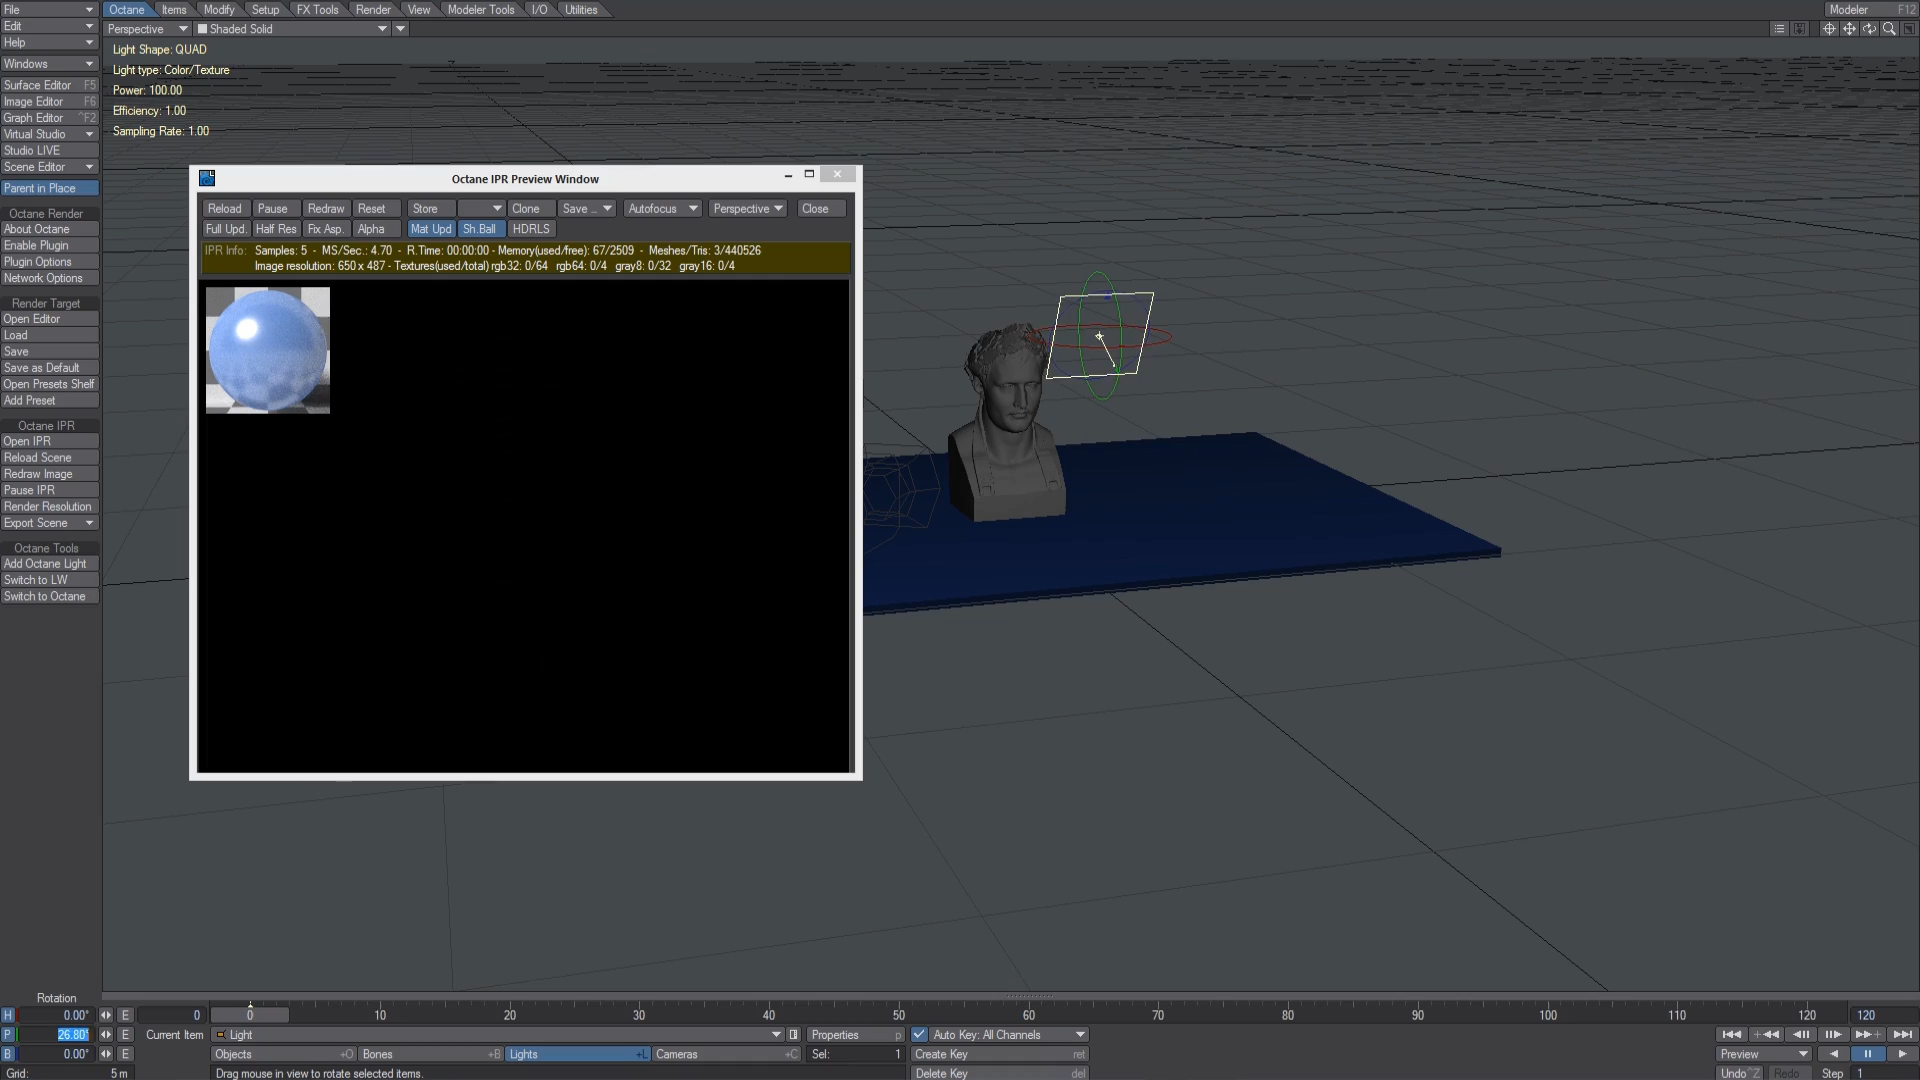 File
Edit
Help
Windows
Surface Editor F5
Image Editor F6
Graph Editor ^F2
Virtual Studio
Studio LIVE
Scene Editor
Parent in Place
Octane Render
About Octane
Enable Plugin
Plugin Options
Network Options
Render Target
Open Editor
Load
Save
Save as Default
Open Presets Shelf
Add Preset
Octane IPR
Open IPR
Reload Scene
Redraw Image
Pause IPR
Render Resolution
Export Scene
Octane Tools
Add Octane Light
Switch to LW
Switch to Octane
Octane Items Modify Setup FX Tools Render View Modeler Tools I/O Utilities
Modeler F12
Perspective Shaded Solid
Light Shape: QUAD
Light type: Color/Texture
Power: 100.00
Efficiency: 1.00
Sampling Rate: 1.00
Octane IPR Preview Window
Reload Pause Redraw Reset Store Clone Save ... Autofocus Perspective Close
Full Upd. Half Res Fix Asp. Alpha Mat Upd Sh.Ball HDRLS
IPR Info: Samples: 5 - MS/Sec.: 4.70 - R.Time: 00:00:00 - Memory(used/free): 67/2509 - Meshes/Tris: 3/440526
Image resolution: 650 x 487 - Textures(used/total) rgb32: 0/64 rgb64: 0/4 gray8: 0/32 gray16: 0/4
Rotation
H 0.00° E 0 0 10 20 30 40 50 60 70 80 90 100 110 120 120
P 26.80° E Current Item Light Properties p Auto Key: All Channels
B 0.00° E Objects +O Bones +B Lights +L Cameras +C Sel: 1 Create Key ret Preview
Grid: 5 m Drag mouse in view to rotate selected items. Delete Key del Undo ^Z Redo Step 1